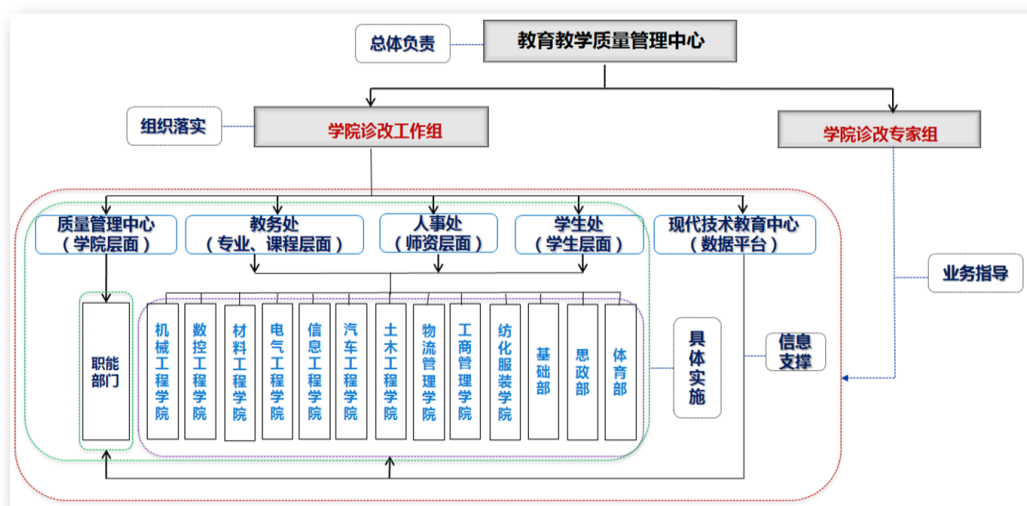 总体负责
教育教学质量管理中心
组织落实
学院诊改工作组
学院诊改专家组
质量管理中心
（学院层面）
教务处
（专业、课程层面）
人事处
（师资层面）
学生处
（学生层面）
现代技术教育中心
（数据平台）
业务指导
职能
部门
机械工程学院
数控工程学院
材料工程学院
电气工程学院
信息工程学院
汽车工程学院
土木工程学院
物流管理学院
工商管理学院
纺化服装学院
基础部
思政部
体育部
具体实施
信息
支撑